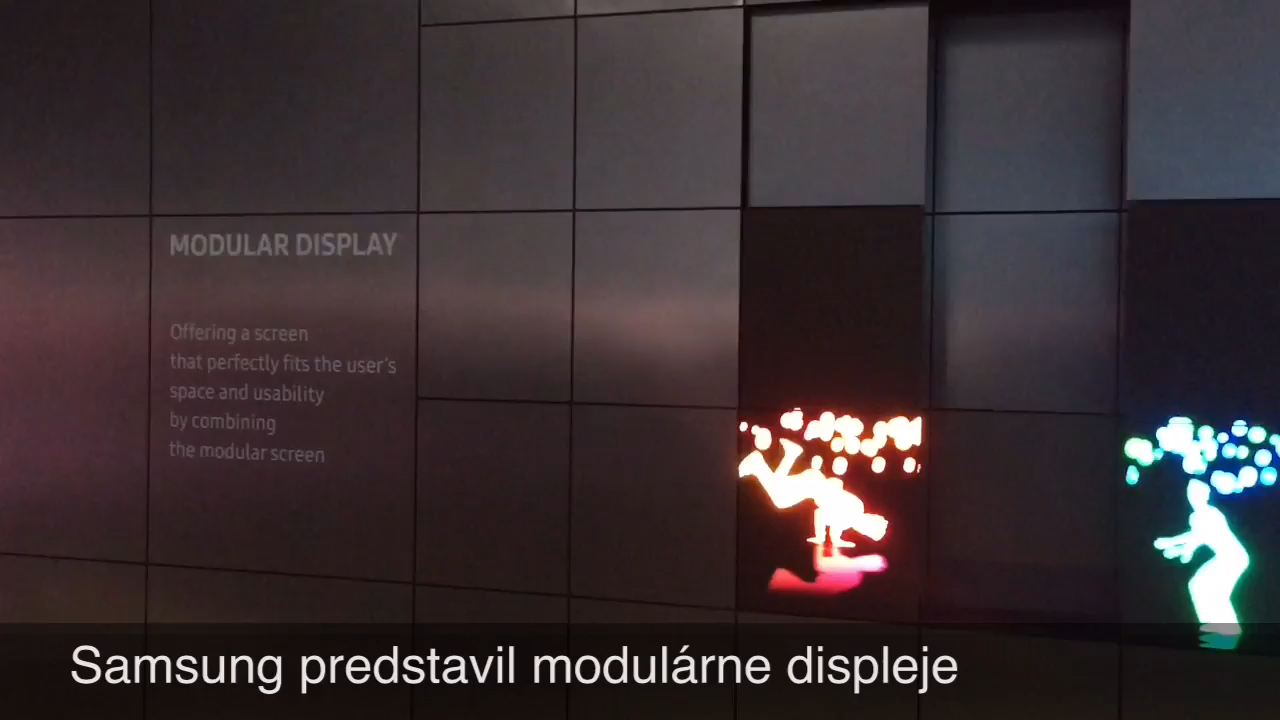 MODULAR DISPLAY
Offering a screen
that perfectly fits the user's
space and usability
by combining
the modular screen
Samsung predstavil modulárne displeje